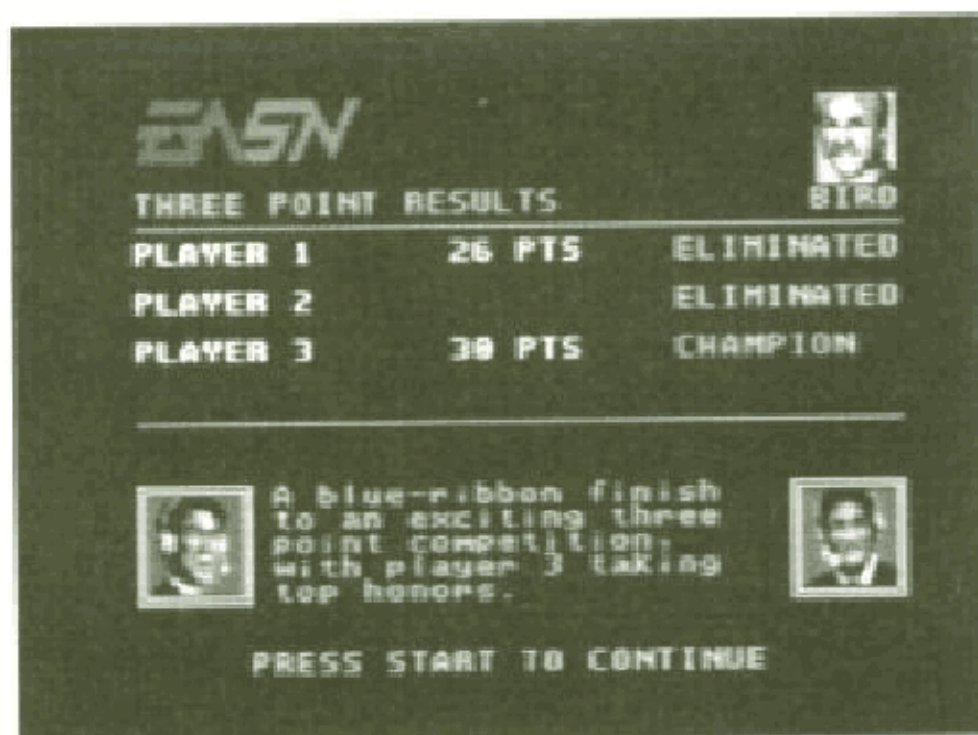 EASN
BIRD
THREE POINT RESULTS
PLAYER 1 26 PTS ELIMINATED
PLAYER 2 ELIMINATED
PLAYER 3 30 PTS CHAMPION
A blue-ribbon finish
to an exciting three
point competition,
with player 3 taking
top honors.
PRESS START TO CONTINUE